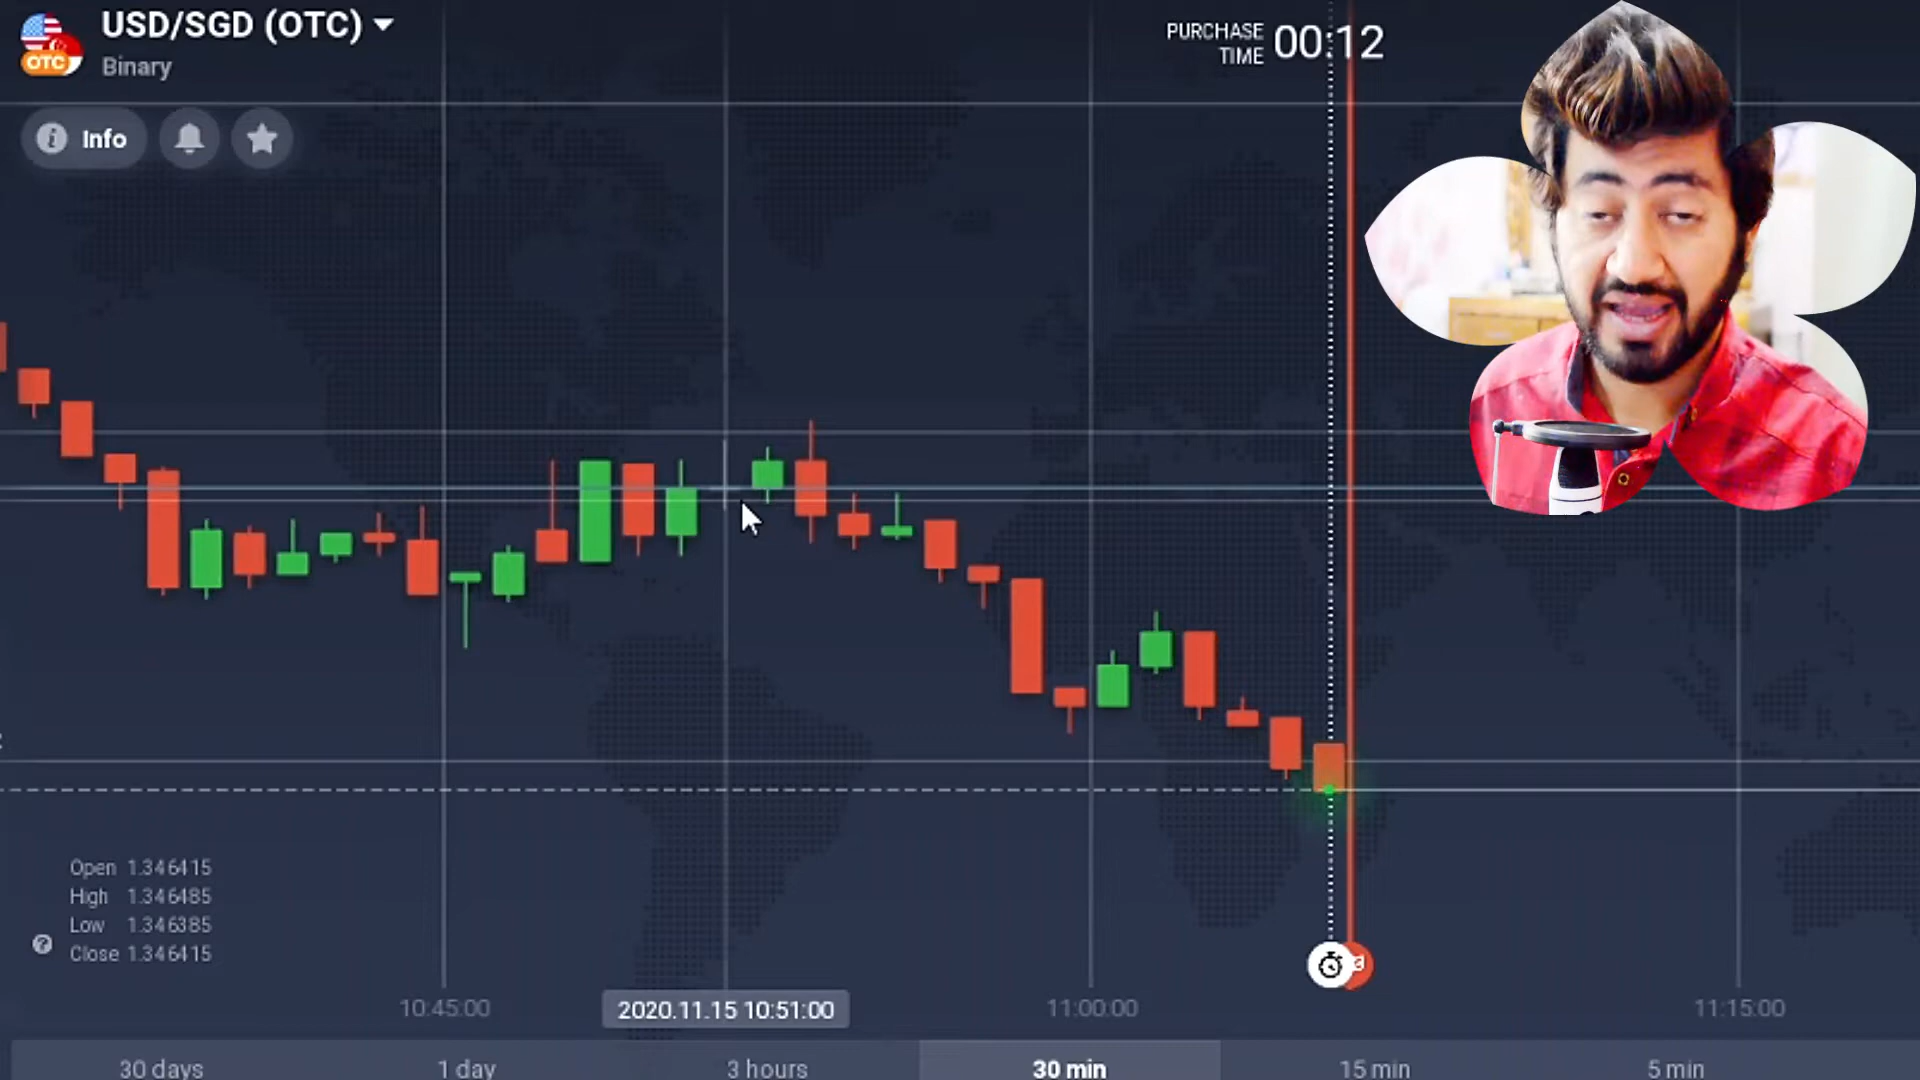 USD/SGD (OTC)
OTC
Binary
PURCHASE
TIME
00:12
i
Info
Open 1.346415
High 1.346485
Low 1.346385
Close 1.346415
?
10:45:00
2020.11.15 10:51:00
11:00:00
11:15:00
30 days
1 day
3 hours
30 min
15 min
5 min